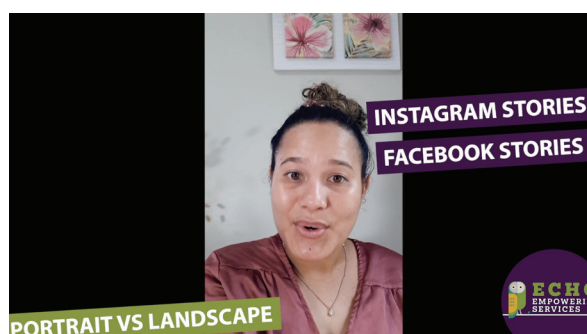 INSTAGRAM STORIES
FACEBOOK STORIES
PORTRAIT VS LANDSCAPE
ECHO
EMPOWERI
SERVICES